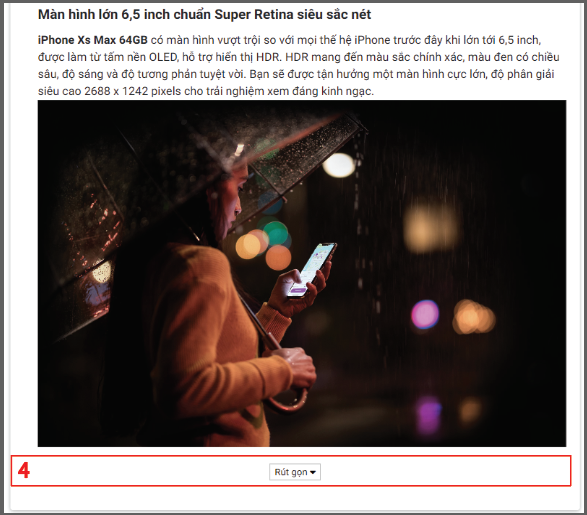 Màn hình lớn 6,5 inch chuẩn Super Retina siêu sắc nét
iPhone Xs Max 64GB có màn hình vượt trội so với mọi thế hệ iPhone trước đây khi lớn tới 6,5 inch,
được làm từ tấm nền OLED, hỗ trợ hiển thị HDR. HDR mang đến màu sắc chính xác, màu đen có chiều
sâu, độ sáng và độ tương phản tuyệt vời. Bạn sẽ được tận hưởng một màn hình cực lớn, độ phân giải
siêu cao 2688 x 1242 pixels cho trải nghiệm xem đáng kinh ngạc.
4
Rút gọn